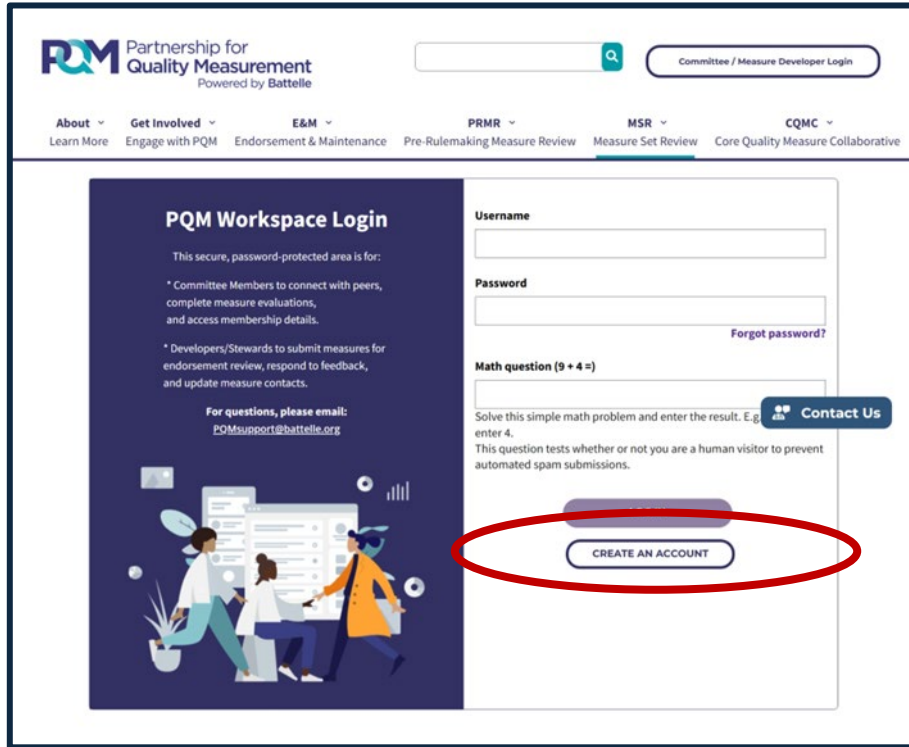 PQM Partnership for
Quality Measurement
Powered by Battelle
Committee / Measure Developer Login
About
Learn More
Get Involved
Engage with PQM
E&M
Endorsement & Maintenance
PRMR
Pre-Rulemaking Measure Review
MSR
Measure Set Review
CQMC
Core Quality Measure Collaborative
PQM Workspace Login
This secure, password-protected area is for:
* Committee Members to connect with peers,
complete measure evaluations,
and access membership details.
* Developers/Stewards to submit measures for
endorsement review, respond to feedback,
and update measure contacts.
For questions, please email:
PQMsupport@battelle.org
Username
Password
Forgot password?
Math question (9 + 4 =)
Solve this simple math problem and enter the result. E.g.
enter 4.
This question tests whether or not you are a human visitor to prevent
automated spam submissions.
Contact Us
CREATE AN ACCOUNT